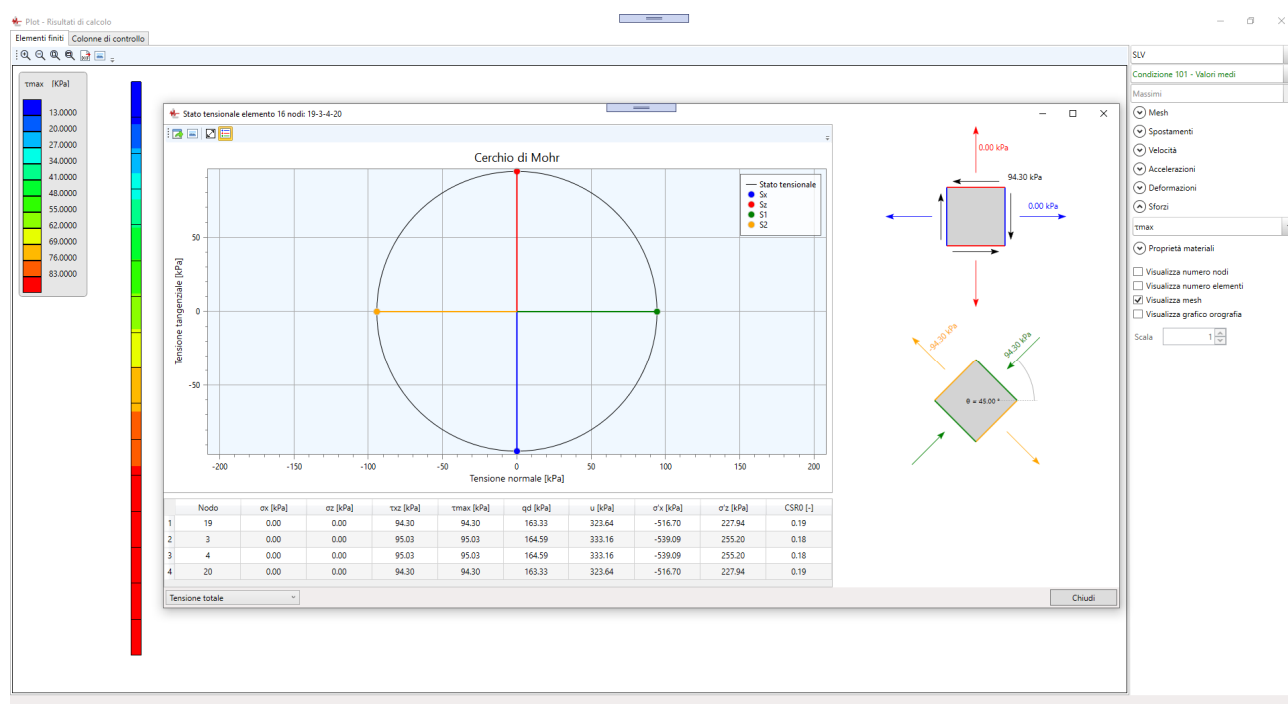 Plot - Risultati di calcolo
Elementi finiti Colonne di controllo
τmax [KPa]
13.0000
20.0000
27.0000
34.0000
41.0000
48.0000
55.0000
62.0000
69.0000
76.0000
83.0000
Stato tensionale elemento 16 nodi: 19-3-4-20
Cerchio di Mohr
Stato tensionale
Sx
Sz
S1
S2
Tensione tangenziale [kPa]
50
0
-50
-200 -150 -100 -50 0 50 100 150 200
Tensione normale [kPa]
0.00 kPa
94.30 kPa
0.00 kPa
-94.30 kPa
94.30 kPa
θ = 45.00 °
Nodo σx [kPa] σz [kPa] τxz [kPa] τmax [kPa] qd [kPa] u [kPa] σ'x [kPa] σ'z [kPa] CSR0 [-]
1 19 0.00 0.00 94.30 94.30 163.33 323.64 -516.70 227.94 0.19
2 3 0.00 0.00 95.03 95.03 164.59 333.16 -539.09 255.20 0.18
3 4 0.00 0.00 95.03 95.03 164.59 333.16 -539.09 255.20 0.18
4 20 0.00 0.00 94.30 94.30 163.33 323.64 -516.70 227.94 0.19
Tensione totale
Chiudi
SLV
Condizione 101 - Valori medi
Massimi
Mesh
Spostamenti
Velocità
Accelerazioni
Deformazioni
Sforzi
τmax
Proprietà materiali
Visualizza numero nodi
Visualizza numero elementi
Visualizza mesh
Visualizza grafico orografia
Scala 1